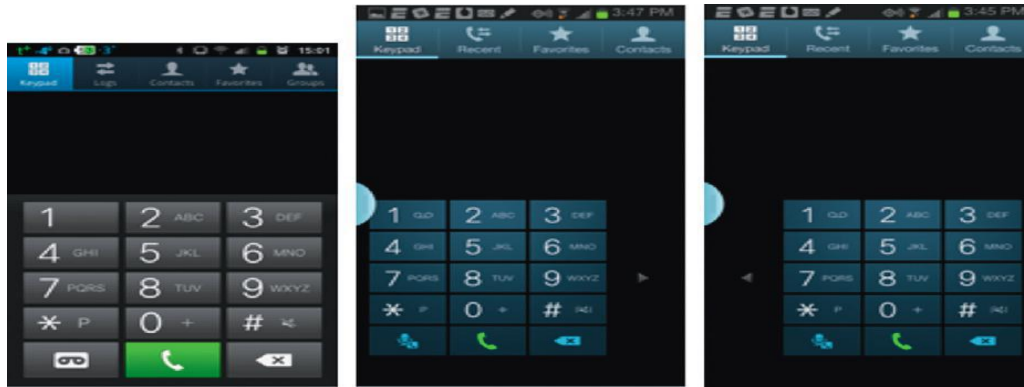 15:01
Keypad Logs Contacts Favorites Groups
1
2 ABC
3 DEF
4 GHI
5 JKL
6 MNO
7 PQRS
8 TUV
9 WXYZ
* P
0 +
#
3:47 PM
Keypad Recent Favorites Contacts
1
2 ABC
3 DEF
4 GHI
5 JKL
6 MNO
7 PQRS
8 TUV
9 WXYZ
* P
0 +
#
3:45 PM
Keypad Recent Favorites Contacts
1
2 ABC
3 DEF
4 GHI
5 JKL
6 MNO
7 PQRS
8 TUV
9 WXYZ
* P
0 +
#